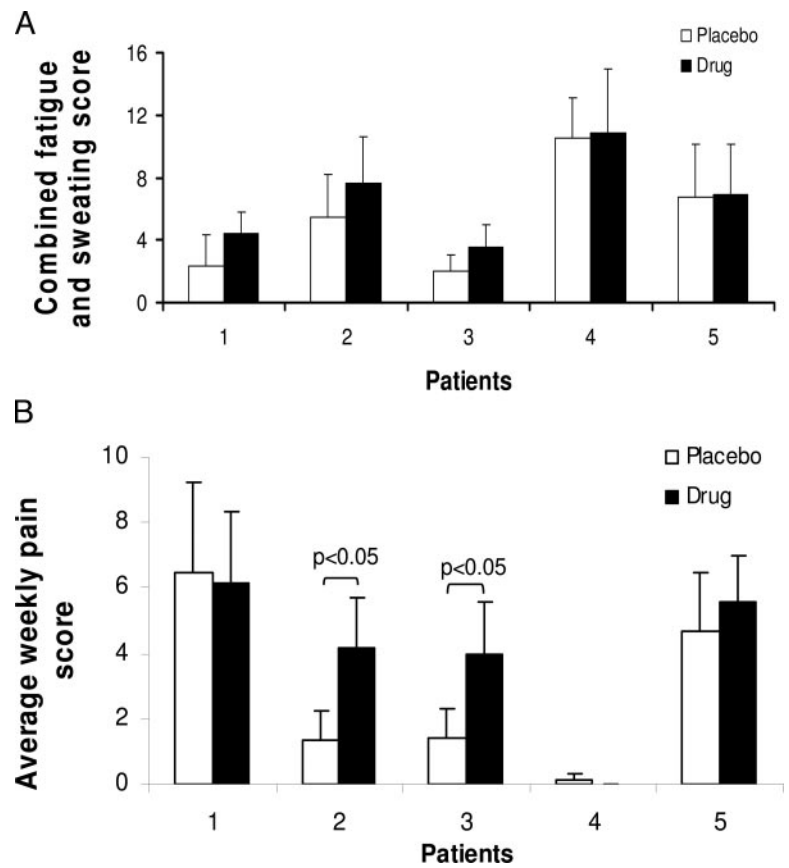 A
Combined fatigue
and sweating score
16
12
8
4
0
Placebo
Drug
1 2 3 4 5
Patients
B
Average weekly pain
score
10
8
6
4
2
0
Placebo
Drug
p<0.05
p<0.05
1 2 3 4 5
Patients